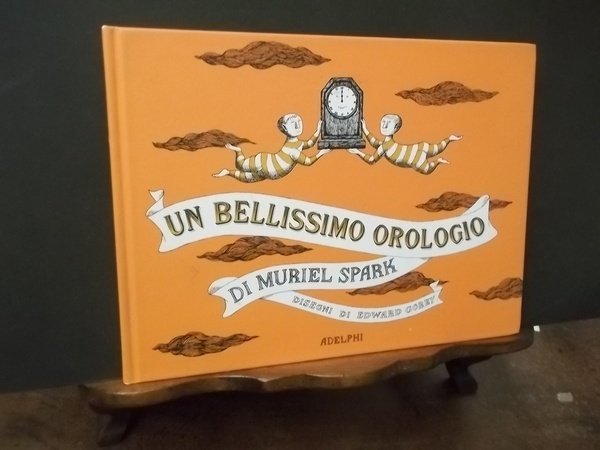 UN BELLISSIMO OROLOGIO
DI MURIEL SPARK
DISEGNI DI EDWARD GOREY
ADELPHI